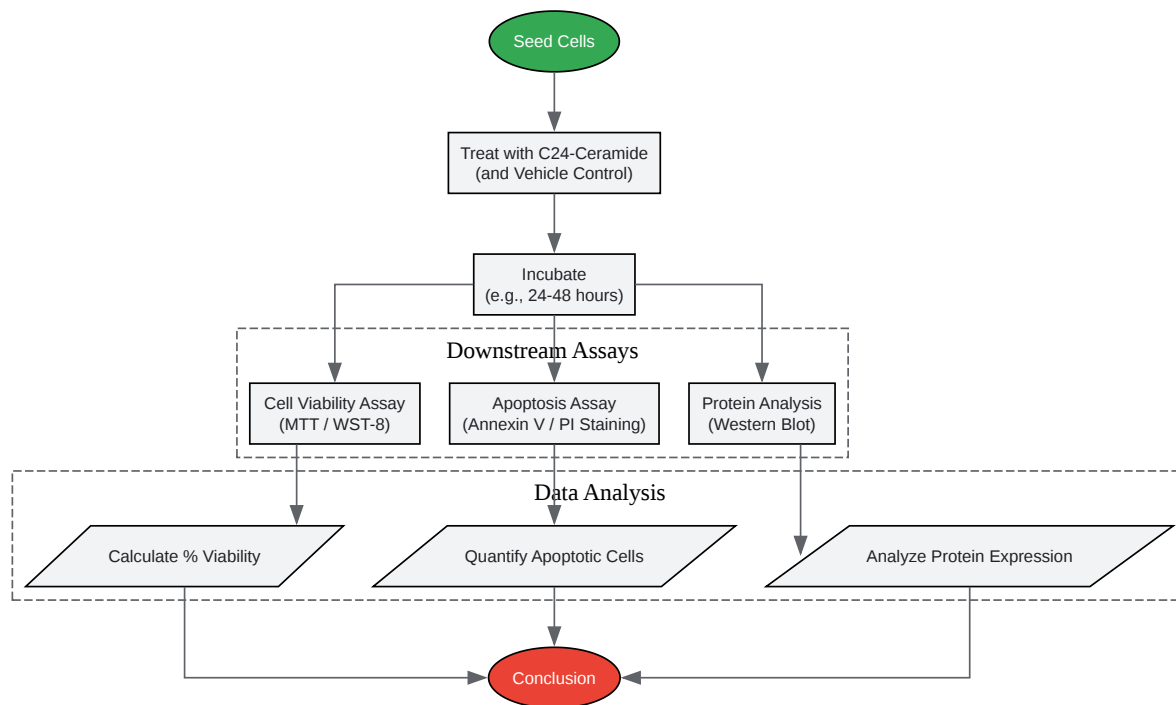 Seed Cells
Treat with C24-Ceramide
(and Vehicle Control)
Incubate
(e.g., 24-48 hours)
Downstream Assays
Cell Viability Assay
(MTT / WST-8)
Apoptosis Assay
(Annexin V / PI Staining)
Protein Analysis
(Western Blot)
Data Analysis
Calculate % Viability
Quantify Apoptotic Cells
Analyze Protein Expression
Conclusion